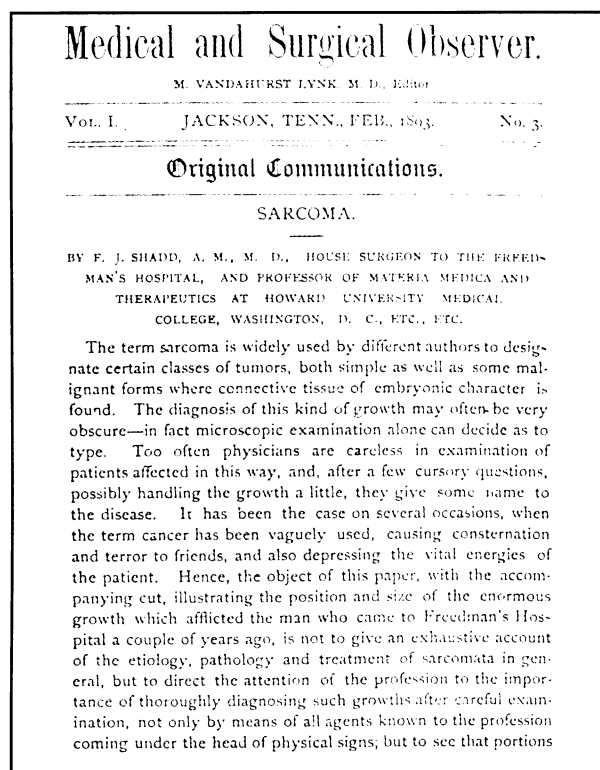 Medical and Surgical Observer.
M. VANDAHURST LYNK, M. D., Editor
VOL. I. JACKSON, TENN., FEB., 1893. No. 3.
Original Communications.
SARCOMA.
BY F. J. SHADD, A. M., M. D., HOUSE SURGEON TO THE FREED-
MAN'S HOSPITAL, AND PROFESSOR OF MATERIA MEDICA AND
THERAPEUTICS AT HOWARD UNIVERSITY MEDICAL
COLLEGE, WASHINGTON, D. C., ETC., ETC.
The term sarcoma is widely used by different authors to desig-
nate certain classes of tumors, both simple as well as some mal-
ignant forms where connective tissue of embryonic character is
found. The diagnosis of this kind of growth may often be very
obscure—in fact microscopic examination alone can decide as to
type. Too often physicians are careless in examination of
patients affected in this way, and, after a few cursory questions,
possibly handling the growth a little, they give some name to
the disease. It has been the case on several occasions, when
the term cancer has been vaguely used, causing consternation
and terror to friends, and also depressing the vital energies of
the patient. Hence, the object of this paper, with the accom-
panying cut, illustrating the position and size of the enormous
growth which afflicted the man who came to Freedman's Hos-
pital a couple of years ago, is not to give an exhaustive account
of the etiology, pathology and treatment of sarcomata in gen-
eral, but to direct the attention of the profession to the impor-
tance of thoroughly diagnosing such growths after careful exam-
ination, not only by means of all agents known to the profession
coming under the head of physical signs; but to see that portions